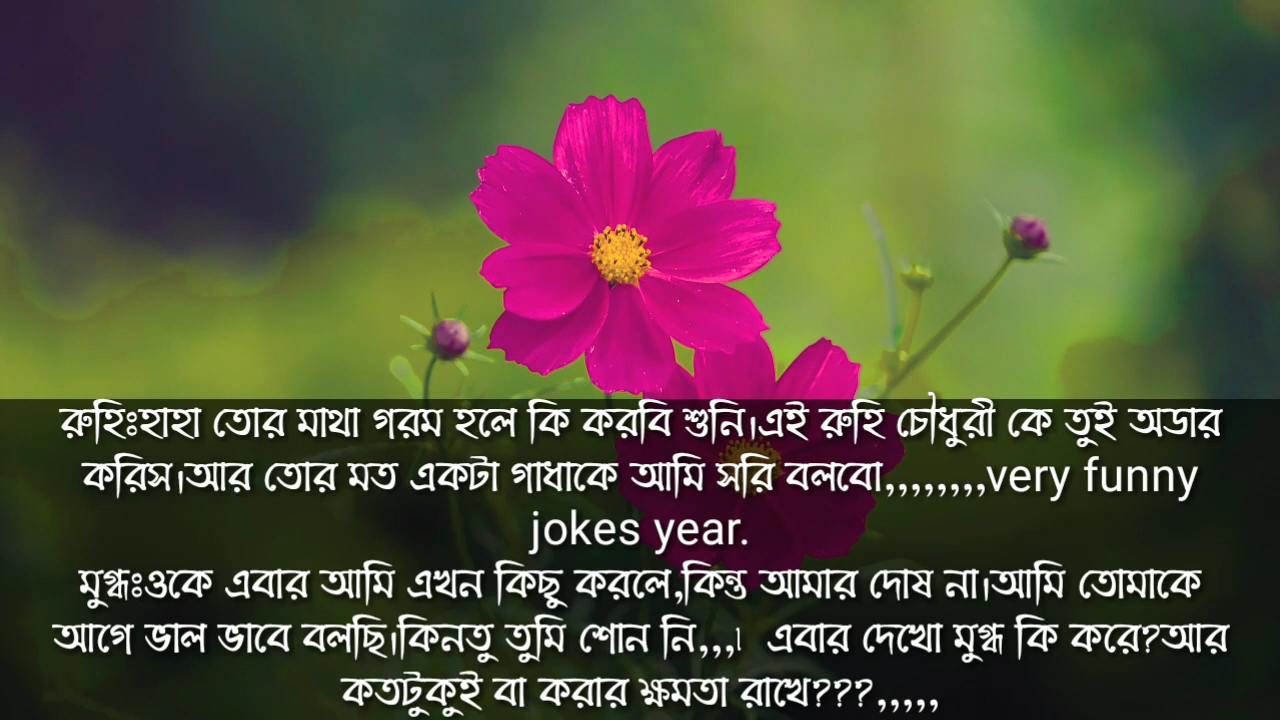 রুহিঃহাহা তোর মাথা গরম হলে কি করবি শুনি।এই রুহি চৌধুরী কে তুই অডার
করিস।আর তোর মত একটা গাধাকে আমি সরি বলবো,,,,,,,,very funny
jokes year.
মুগ্ধঃওকে এবার আমি এখন কিছু করলে,কিন্ত আমার দোষ না।আমি তোমাকে
আগে ভাল ভাবে বলছি।কিনতু তুমি শোন নি,,,। এবার দেখো মুগ্ধ কি করে?আর
কতটুকুই বা করার ক্ষমতা রাখে???,,,,,